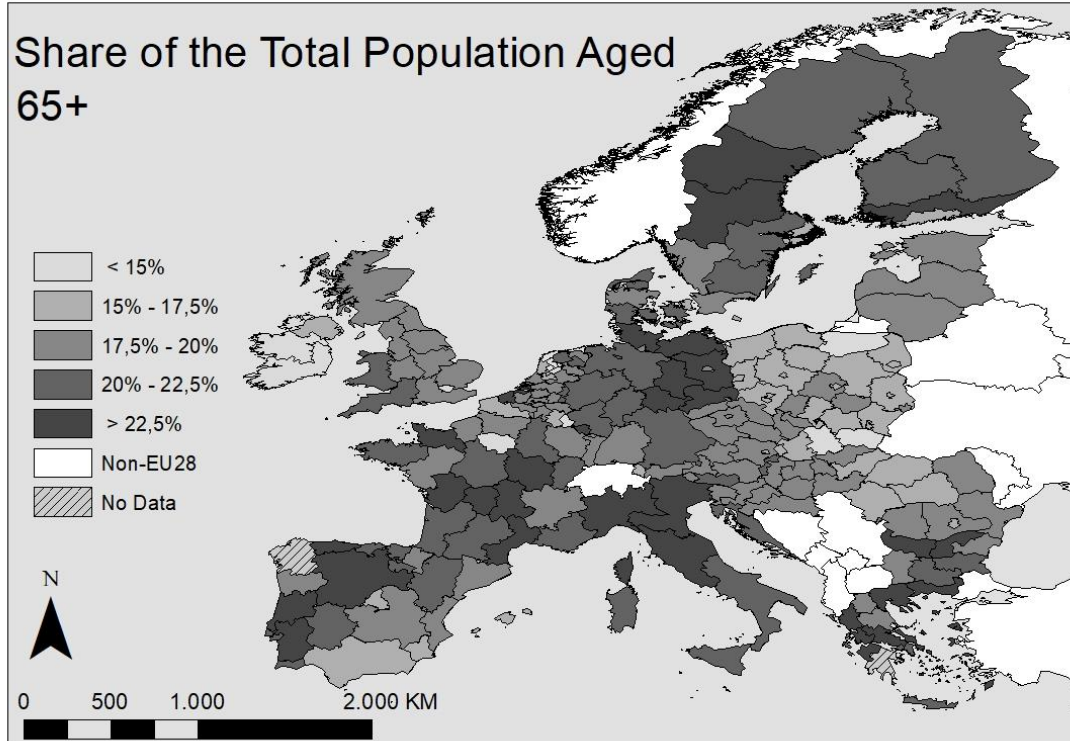 Share of the Total Population Aged
65+
< 15%
15% - 17,5%
17,5% - 20%
20% - 22,5%
> 22,5%
Non-EU28
No Data
N
0 500 1.000 2.000 KM